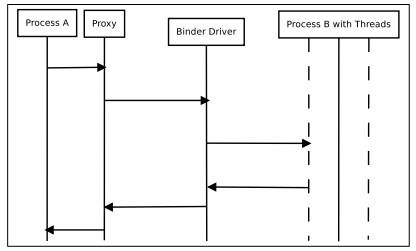 Process A
Proxy
Binder Driver
Process B with Threads